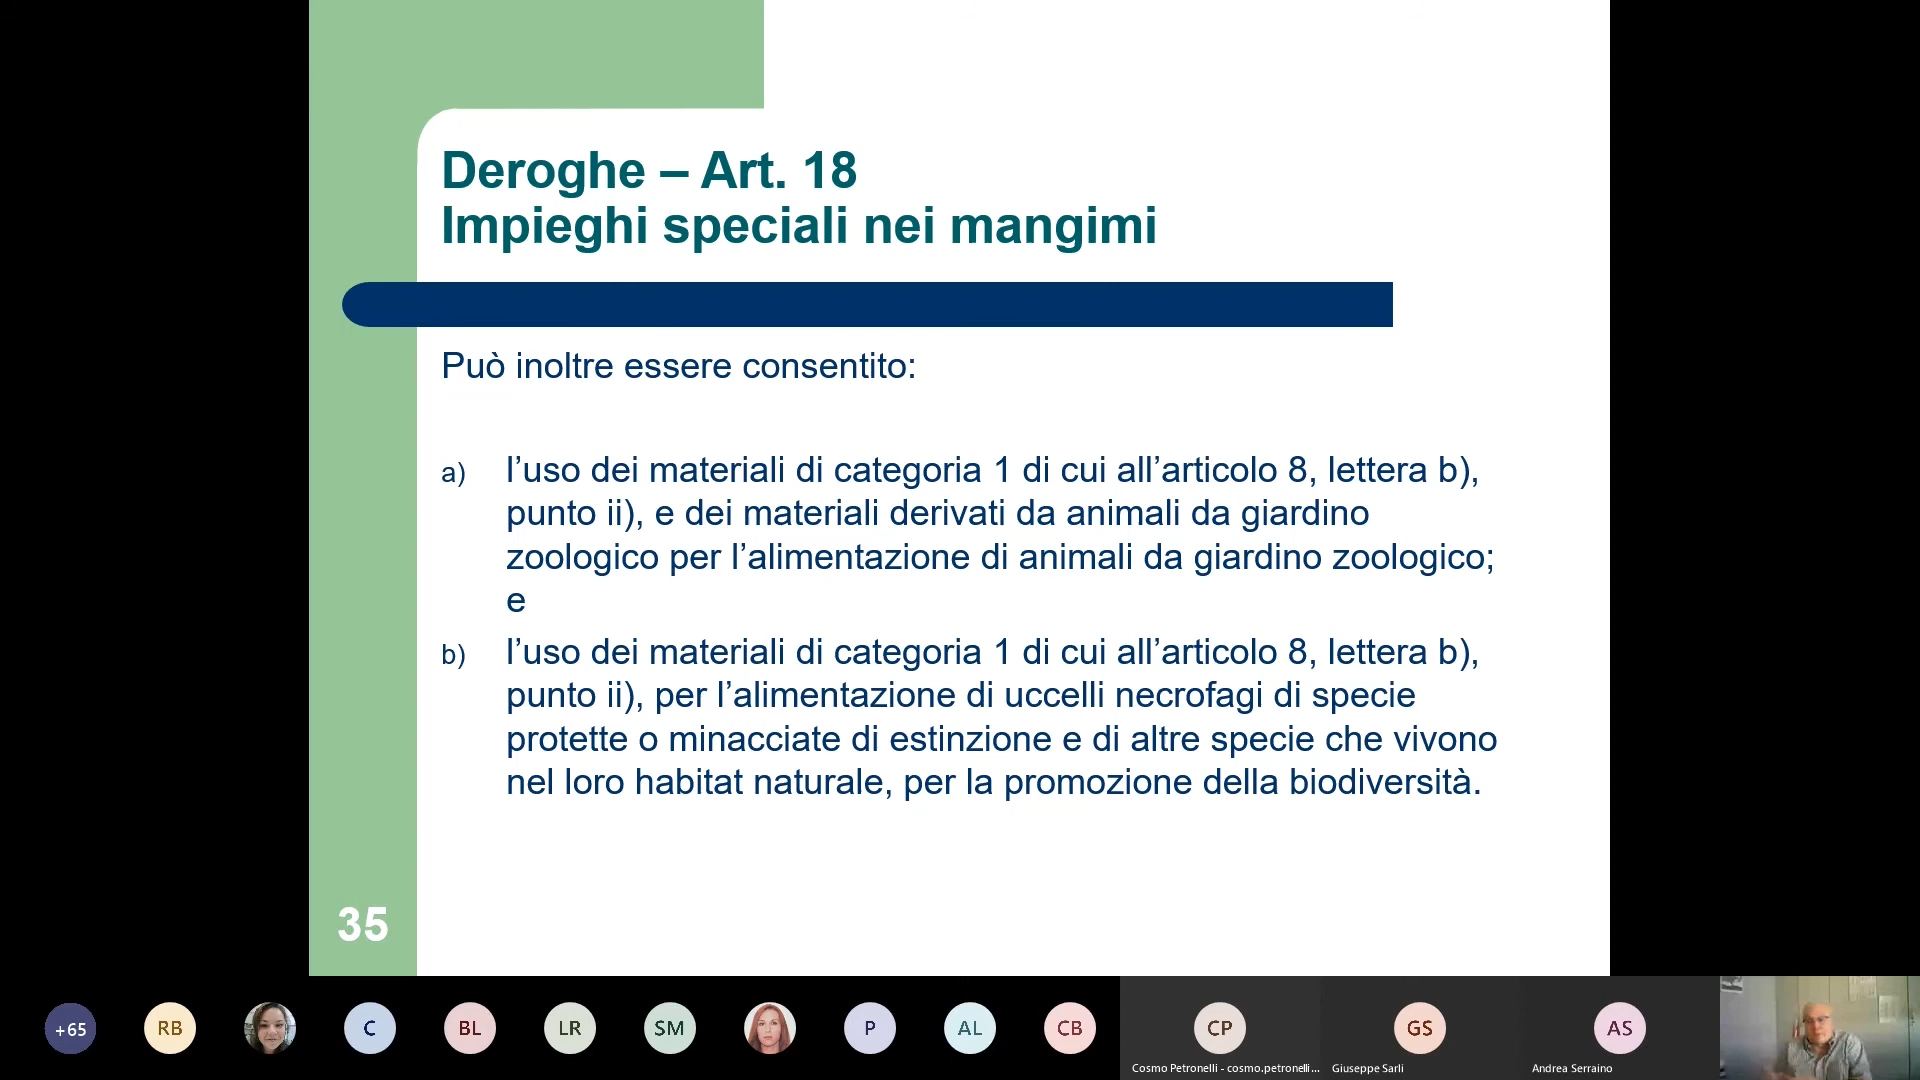 Deroghe – Art. 18
Impieghi speciali nei mangimi
Può inoltre essere consentito:
a) l’uso dei materiali di categoria 1 di cui all’articolo 8, lettera b),
punto ii), e dei materiali derivati da animali da giardino
zoologico per l’alimentazione di animali da giardino zoologico;
e
b) l’uso dei materiali di categoria 1 di cui all’articolo 8, lettera b),
punto ii), per l’alimentazione di uccelli necrofagi di specie
protette o minacciate di estinzione e di altre specie che vivono
nel loro habitat naturale, per la promozione della biodiversità.
35
+65 RB C BL LR SM P AL CB CP GS AS
Cosmo Petronelli - cosmo.petronelli... Giuseppe Sarli Andrea Serraino